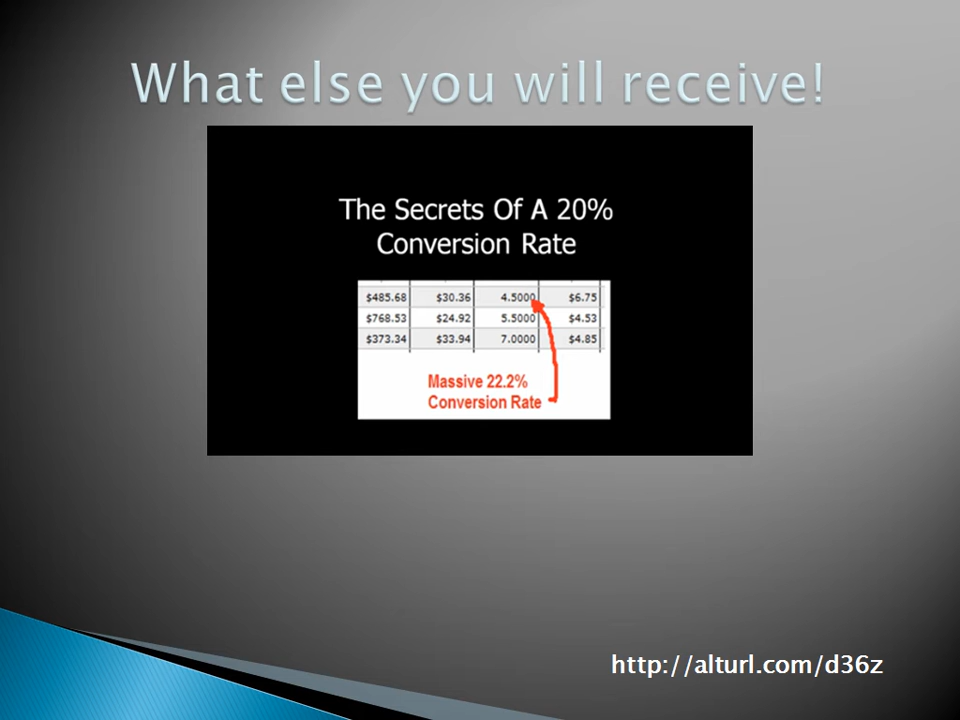 What else you will receive!
The Secrets Of A 20%
Conversion Rate
$485.68 $30.36 4.5000 $6.75
$768.53 $24.92 5.5000 $4.53
$373.34 $33.94 7.0000 $4.85
Massive 22.2%
Conversion Rate
http://alturl.com/d36z